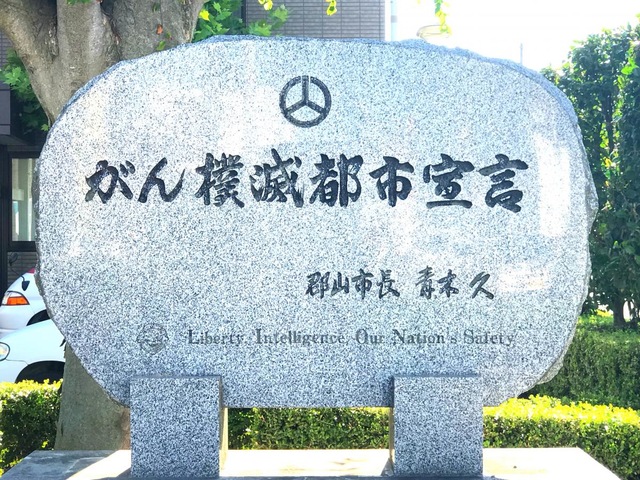 がん撲滅都市宣言
郡山市長 青木久
Liberty, Intelligence, Our Nation's Safety